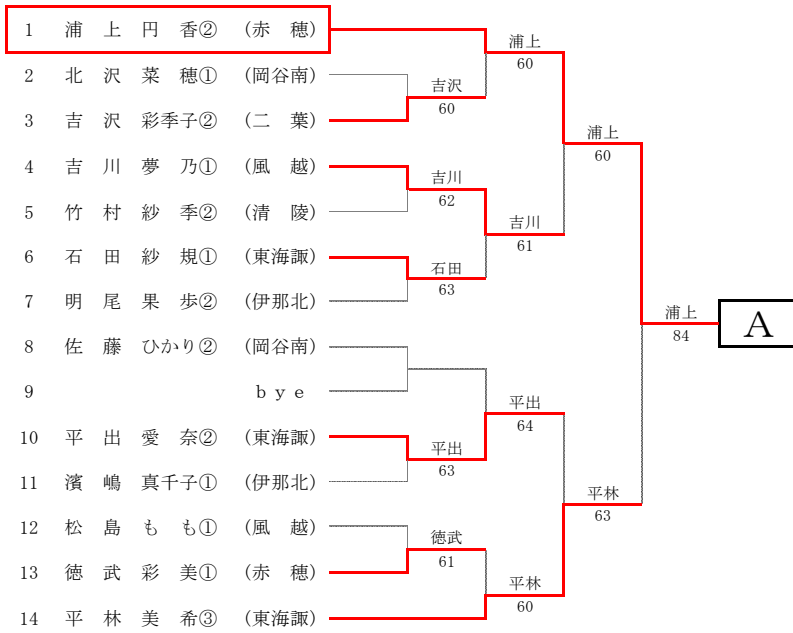 1 浦 上 円 香② (赤 穂)
2 北 沢 菜 穂① (岡谷南)
3 吉 沢 彩季子② (二 葉)
4 吉 川 夢 乃① (風 越)
5 竹 村 紗 季② (清 陵)
6 石 田 紗 規① (東海諏)
7 明 尾 果 歩② (伊那北)
8 佐 藤 ひかり② (岡谷南)
9 ｂｙｅ
10 平 出 愛 奈② (東海諏)
11 濱 嶋 真千子① (伊那北)
12 松 島 も も① (風 越)
13 徳 武 彩 美① (赤 穂)
14 平 林 美 希③ (東海諏)
吉沢
60
吉川
62
石田
63
平出
63
徳武
61
浦上
60
吉川
61
平出
64
平林
60
浦上
60
平林
63
浦上
84
A